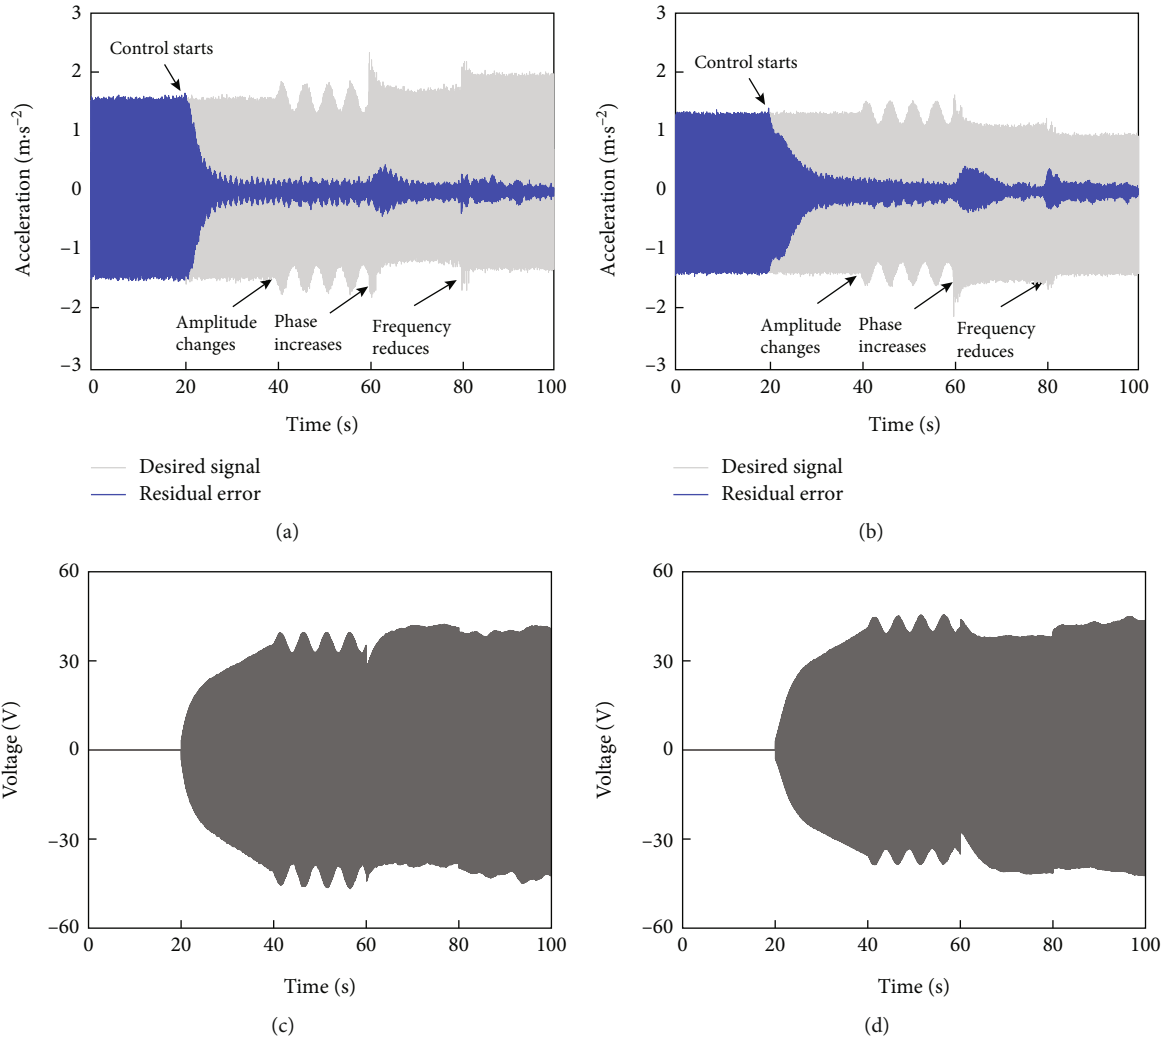 3
2
1
0
–1
–2
–3
Acceleration (m·s–2)
Control starts
Amplitude
changes
Phase
increases
Frequency
reduces
0 20 40 60 80 100
Time (s)
Desired signal
Residual error
(a)
3
2
1
0
–1
–2
–3
Acceleration (m·s–2)
Control starts
Amplitude
changes
Phase
increases
Frequency
reduces
0 20 40 60 80 100
Time (s)
Desired signal
Residual error
(b)
60
30
0
–30
–60
Voltage (V)
0 20 40 60 80 100
Time (s)
(c)
60
30
0
–30
–60
Voltage (V)
0 20 40 60 80 100
Time (s)
(d)